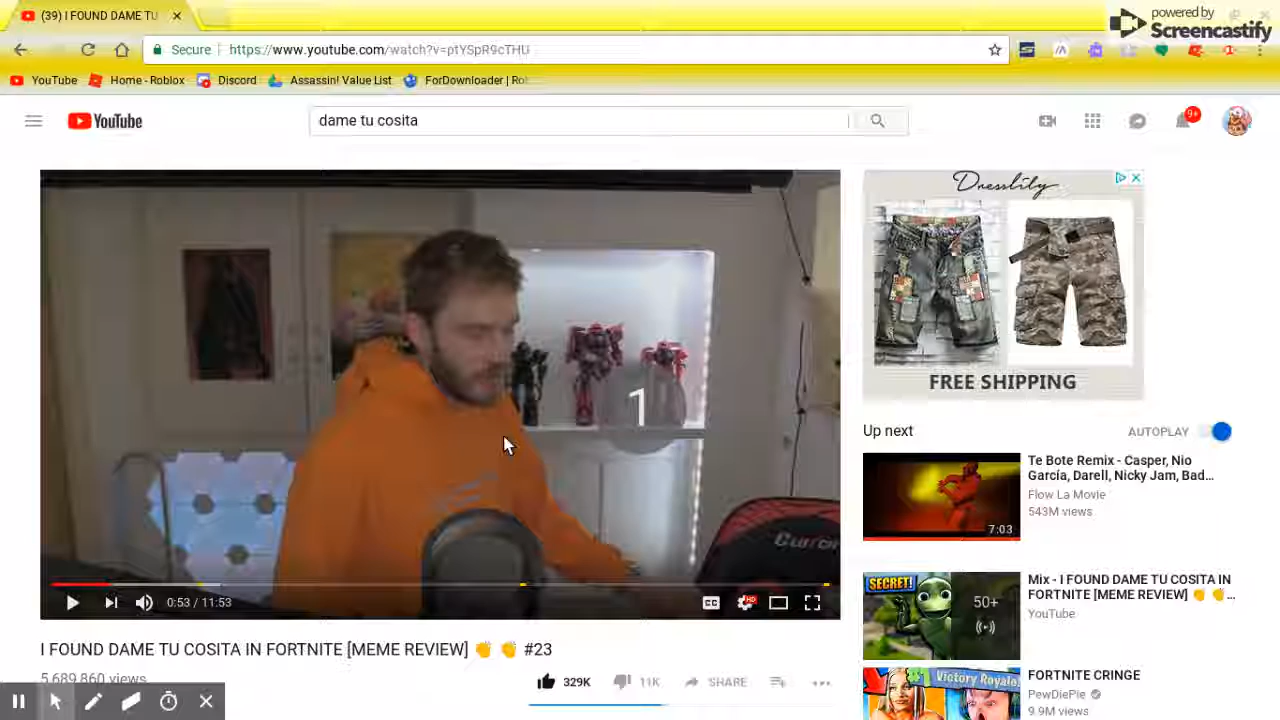 (39) I FOUND DAME TU
powered by
Screencastify
Secure
https://www.youtube.com/watch?v=ptYSpR9cTHU
YouTube
Home - Roblox
Discord
Assassin! Value List
ForDownloader | Ro
YouTube
dame tu cosita
9+
Dresslily
FREE SHIPPING
1
Up next
AUTOPLAY
Te Bote Remix - Casper, Nio
García, Darell, Nicky Jam, Bad...
Flow La Movie
543M views
7:03
SECRET!
50+
Mix - I FOUND DAME TU COSITA IN
FORTNITE [MEME REVIEW] 👏 👏...
YouTube
0:53 / 11:53
CC
HD
I FOUND DAME TU COSITA IN FORTNITE [MEME REVIEW] 👏 👏 #23
5,689,860 views
329K
11K
SHARE
#1 Victory Royale!
FORTNITE CRINGE
PewDiePie
9.9M views